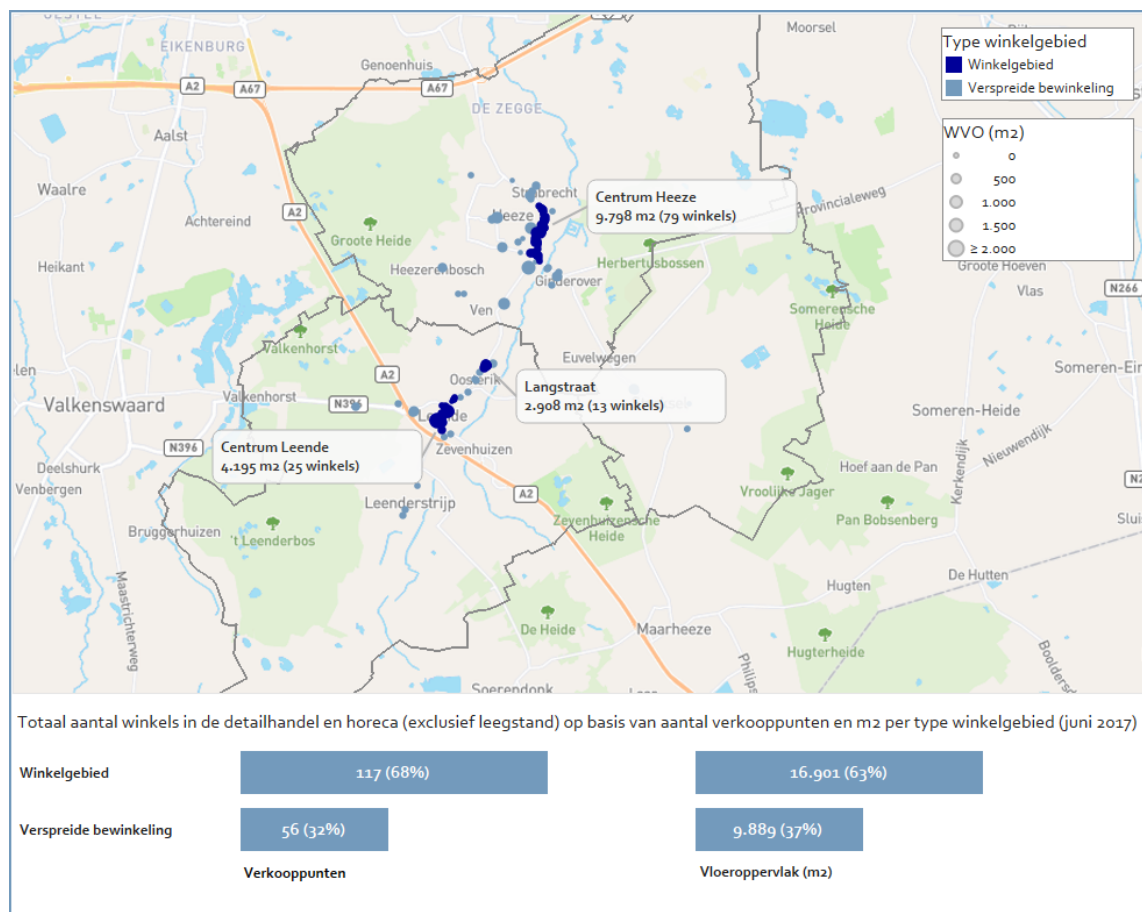 EIKENBURG
Genoenhuis
Moorsel
A2
A67
A67
DE ZEGGE
Aalst
Waalre
Achtereind
A2
Strabrecht
Heeze
Provincialeweg
Groote Heide
Heikant
Heezerenbosch
Ginderover
Herbertusbossen
Groote Hoeven
Vlas
N266
Ven
Somerensche
Heide
Valkenhorst
Euvelwegen
A2
Oosterik
Someren-Ein
Valkenswaard
Valkenhorst
N396
Leende
Someren-Heide
N396
Zevenhuizen
Nieuwendijk
Kerkendijk
Deelshurk
Hoef aan de Pan
Venbergen
Vroolijke Jager
Leenderstrijp
A2
Zevenhuizensche
Heide
Pan Bobsenberg
Bruggerhuizen
't Leenderbos
De Hutten
Maastrichterweg
Hugten
De Heide
Maarheeze
Hugterheide
Philips
Booldersd
Soerendonk
Centrum Heeze
9.798 m2 (79 winkels)
Langstraat
2.908 m2 (13 winkels)
Centrum Leende
4.195 m2 (25 winkels)
Type winkelgebied
Winkelgebied
Verspreide bewinkeling
WVO (m2)
0
500
1.000
1.500
≥ 2.000
Totaal aantal winkels in de detailhandel en horeca (exclusief leegstand) op basis van aantal verkooppunten en m2 per type winkelgebied (juni 2017)
Winkelgebied
117 (68%)
16.901 (63%)
Verspreide bewinkeling
56 (32%)
9.889 (37%)
Verkooppunten
Vloeroppervlak (m2)